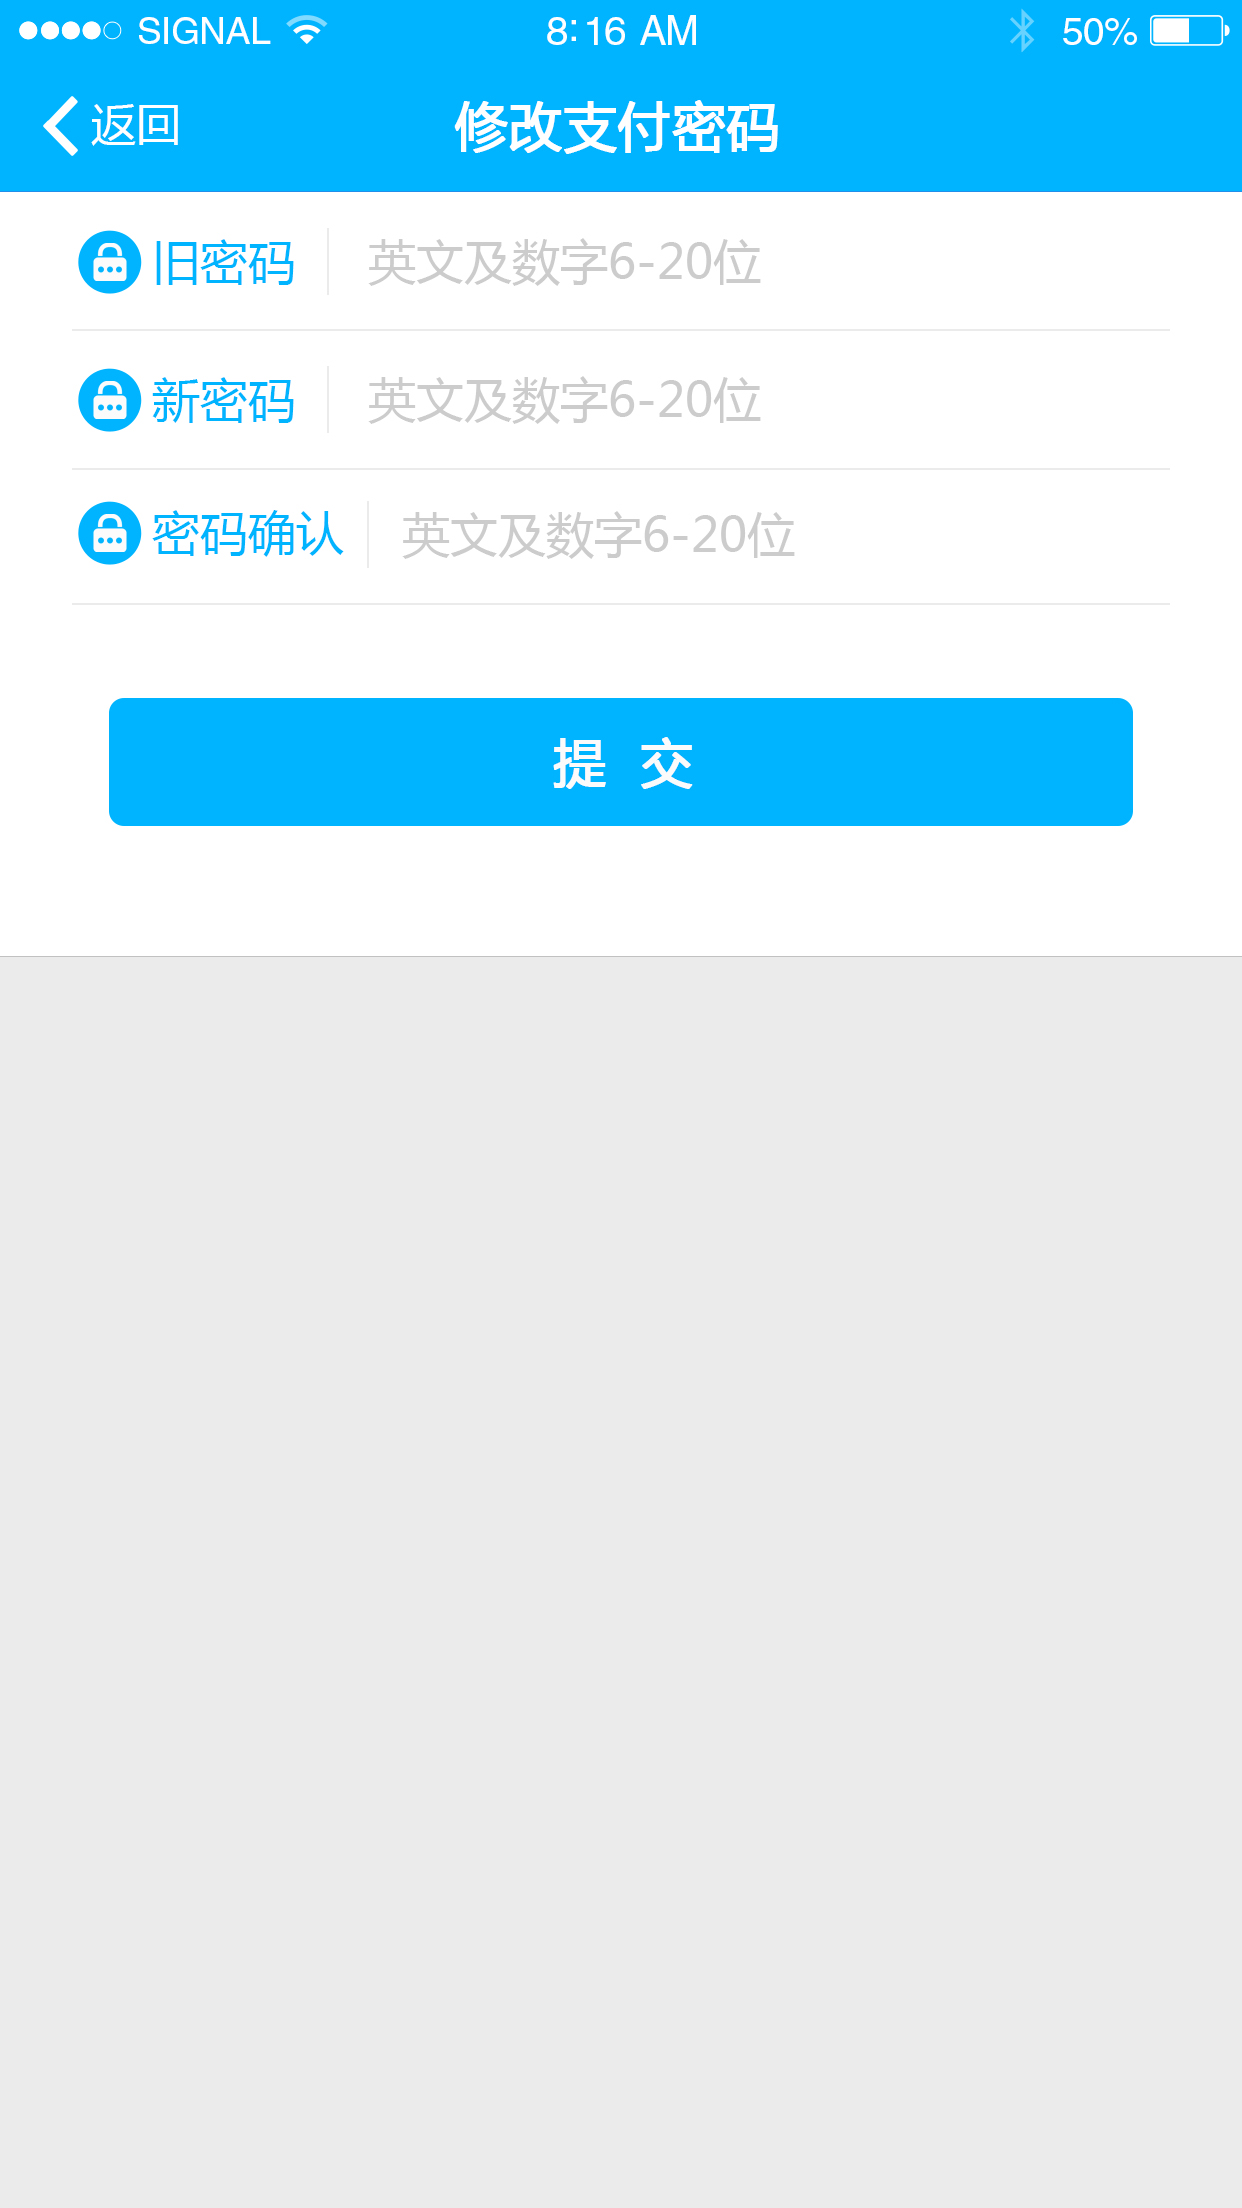 SIGNAL 8:16 AM 50%
返回 修改支付密码
旧密码 英文及数字6-20位
新密码 英文及数字6-20位
密码确认 英文及数字6-20位
提 交